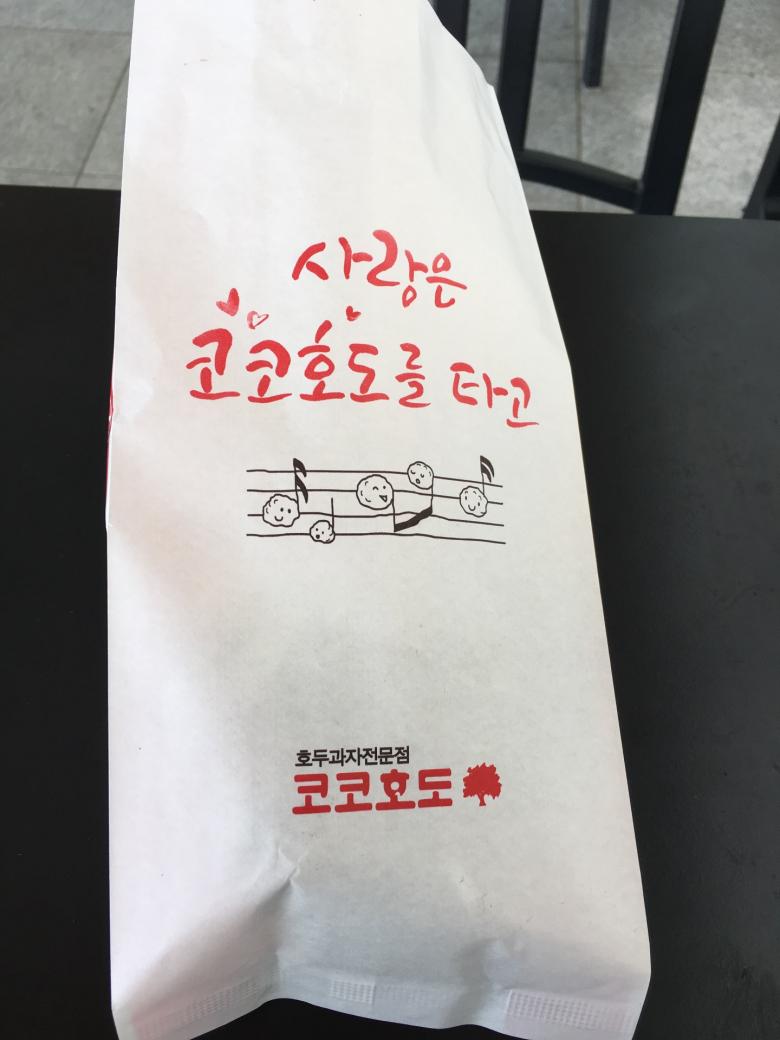 사랑은
코코호도를 타고
호두과자전문점
코코호도